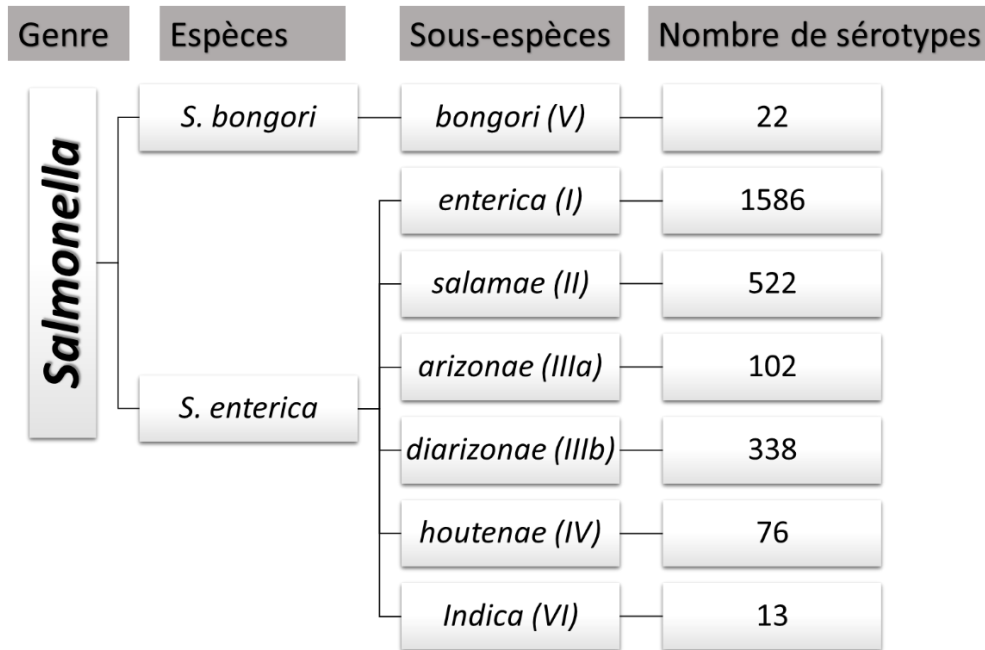 Genre Espèces Sous-espèces Nombre de sérotypes
Salmonella
S. bongori bongori (V) 22
enterica (I) 1586
salamae (II) 522
arizonae (IIIa) 102
S. enterica
diarizonae (IIIb) 338
houtenae (IV) 76
Indica (VI) 13